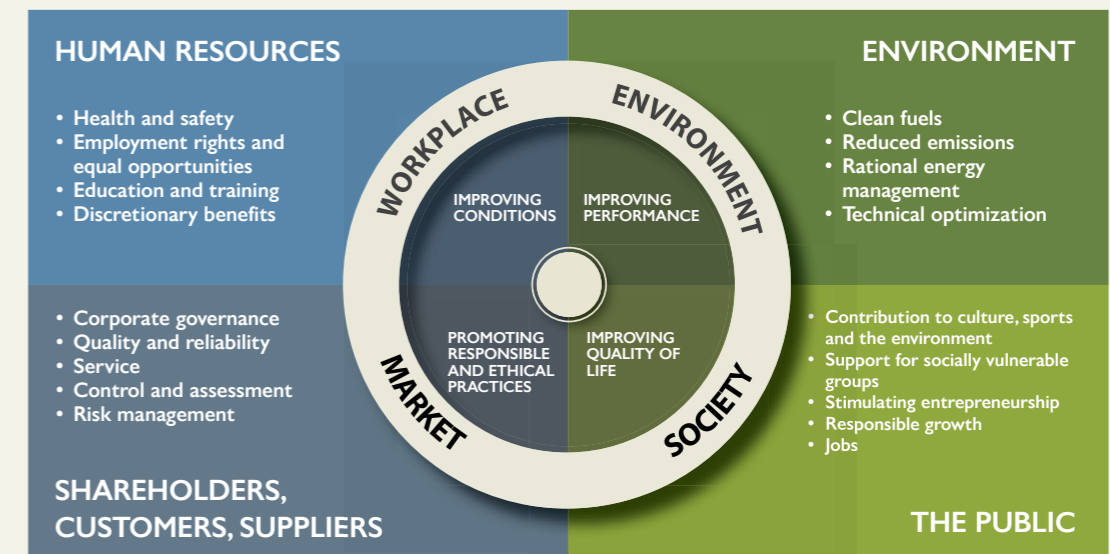 HUMAN RESOURCES
• Health and safety
• Employment rights and
equal opportunities
• Education and training
• Discretionary benefits
ENVIRONMENT
• Clean fuels
• Reduced emissions
• Rational energy
management
• Technical optimization
WORKPLACE
ENVIRONMENT
IMPROVING
CONDITIONS
IMPROVING
PERFORMANCE
PROMOTING
RESPONSIBLE
AND ETHICAL
PRACTICES
IMPROVING
QUALITY OF
LIFE
MARKET
SOCIETY
• Corporate governance
• Quality and reliability
• Service
• Control and assessment
• Risk management
SHAREHOLDERS,
CUSTOMERS, SUPPLIERS
• Contribution to culture, sports
and the environment
• Support for socially vulnerable
groups
• Stimulating entrepreneurship
• Responsible growth
• Jobs
THE PUBLIC